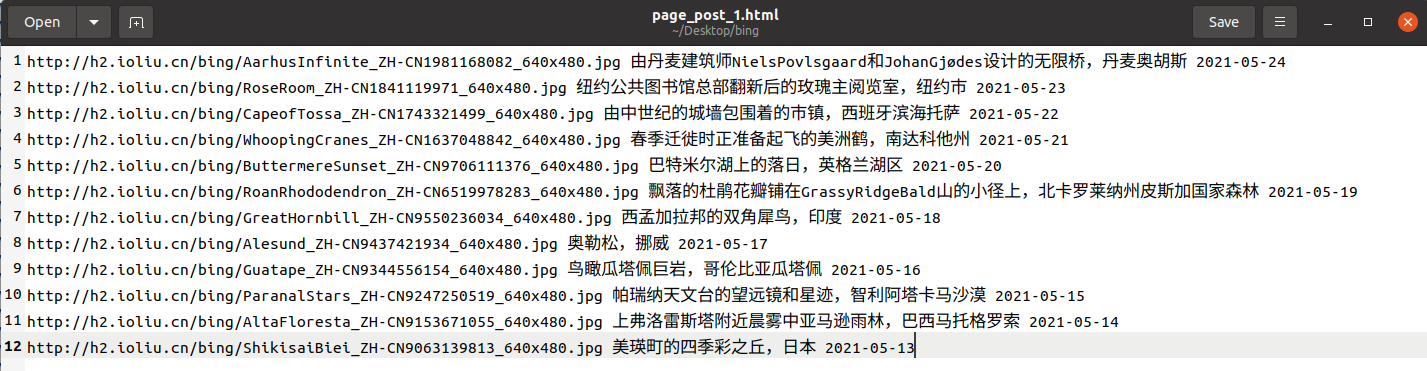 Open
page_post_1.html
~/Desktop/bing
Save
1 http://h2.ioliu.cn/bing/AarhusInfinite_ZH-CN1981168082_640x480.jpg 由丹麦建筑师NielsPovlsgaard和JohanGjødes设计的无限桥，丹麦奥胡斯 2021-05-24
2 http://h2.ioliu.cn/bing/RoseRoom_ZH-CN1841119971_640x480.jpg 纽约公共图书馆总部翻新后的玫瑰主阅览室，纽约市 2021-05-23
3 http://h2.ioliu.cn/bing/CapeofTossa_ZH-CN1743321499_640x480.jpg 由中世纪的城墙包围着的市镇，西班牙滨海托萨 2021-05-22
4 http://h2.ioliu.cn/bing/WhoopingCranes_ZH-CN1637048842_640x480.jpg 春季迁徙时正准备起飞的美洲鹤，南达科他州 2021-05-21
5 http://h2.ioliu.cn/bing/ButtermereSunset_ZH-CN9706111376_640x480.jpg 巴特米尔湖上的落日，英格兰湖区 2021-05-20
6 http://h2.ioliu.cn/bing/RoanRhododendron_ZH-CN6519978283_640x480.jpg 飘落的杜鹃花瓣铺在GrassyRidgeBald山的小径上，北卡罗莱纳州皮斯加国家森林 2021-05-19
7 http://h2.ioliu.cn/bing/GreatHornbill_ZH-CN9550236034_640x480.jpg 西孟加拉邦的双角犀鸟，印度 2021-05-18
8 http://h2.ioliu.cn/bing/Alesund_ZH-CN9437421934_640x480.jpg 奥勒松，挪威 2021-05-17
9 http://h2.ioliu.cn/bing/Guatape_ZH-CN9344556154_640x480.jpg 鸟瞰瓜塔佩巨岩，哥伦比亚瓜塔佩 2021-05-16
10 http://h2.ioliu.cn/bing/ParanalStars_ZH-CN9247250519_640x480.jpg 帕瑞纳天文台的望远镜和星迹，智利阿塔卡马沙漠 2021-05-15
11 http://h2.ioliu.cn/bing/AltaFloresta_ZH-CN9153671055_640x480.jpg 上弗洛雷斯塔附近晨雾中亚马逊雨林，巴西马托格罗索 2021-05-14
12 http://h2.ioliu.cn/bing/ShikisaiBiei_ZH-CN9063139813_640x480.jpg 美瑛町的四季彩之丘，日本 2021-05-13